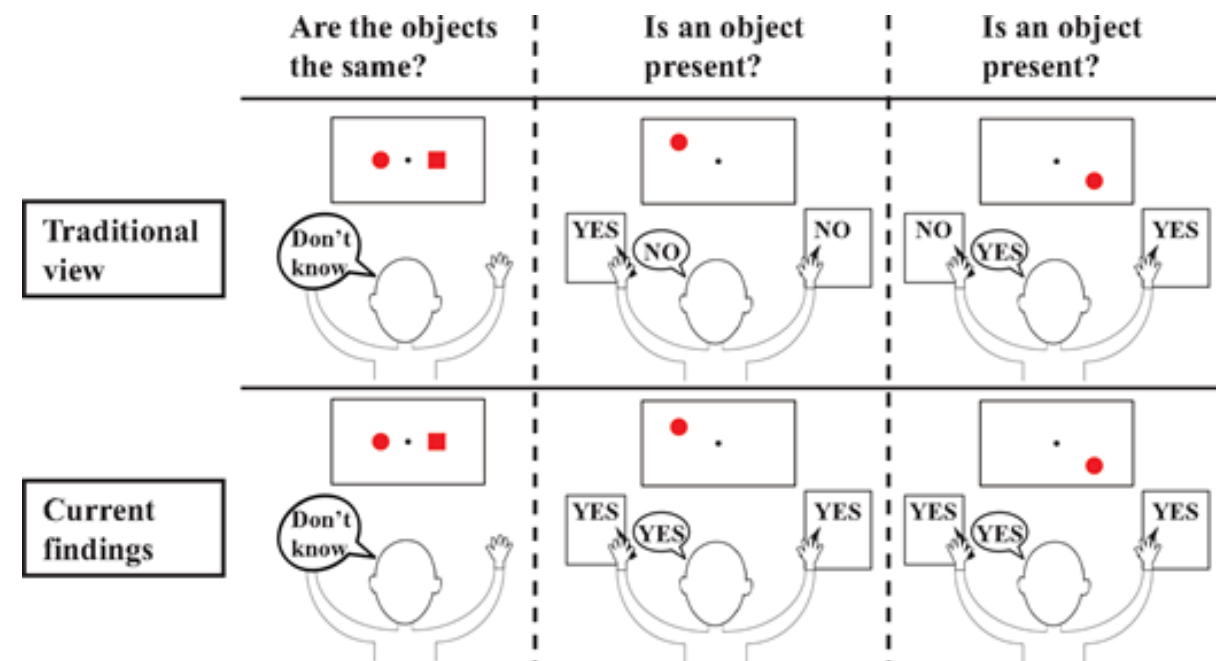 Are the objects
the same?
Is an object
present?
Is an object
present?
Traditional
view
Don't
know
YES
NO
NO
NO
YES
YES
Current
findings
Don't
know
YES
YES
YES
YES
YES
YES